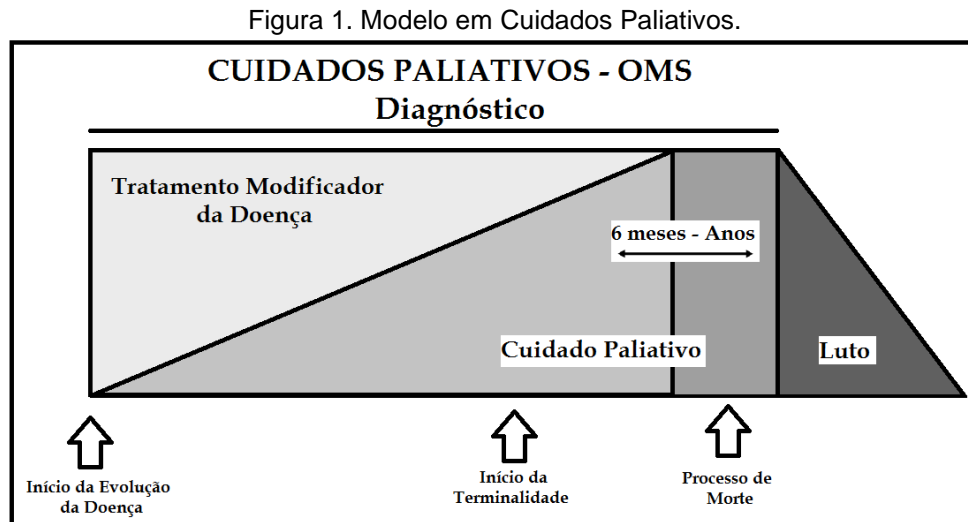 Figura 1. Modelo em Cuidados Paliativos.
CUIDADOS PALIATIVOS - OMS
Diagnóstico
Tratamento Modificador
da Doença
6 meses - Anos
Cuidado Paliativo
Luto
Início da Evolução
da Doença
Início da
Terminalidade
Processo de
Morte